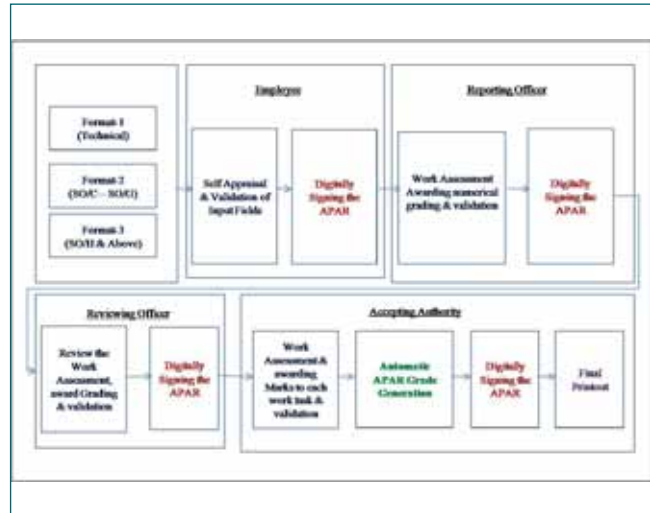 Format-1
(Technical)
Format-2
(SO/C – SO/G)
Format-3
(SO/H & Above)
Employee
Self Appraisal
& Validation of
Input Fields
Digitally
Signing the
APAR
Reporting Officer
Work Assessment
Awarding numerical
grading & validation
Digitally
Signing the
APAR
Reviewing Officer
Review the
Work
Assessment,
award Grading
& validation
Digitally
Signing the
APAR
Accepting Authority
Work
Assessment &
awarding
Marks to each
work task &
validation
Automatic
APAR Grade
Generation
Digitally
Signing the
APAR
Final
Printout